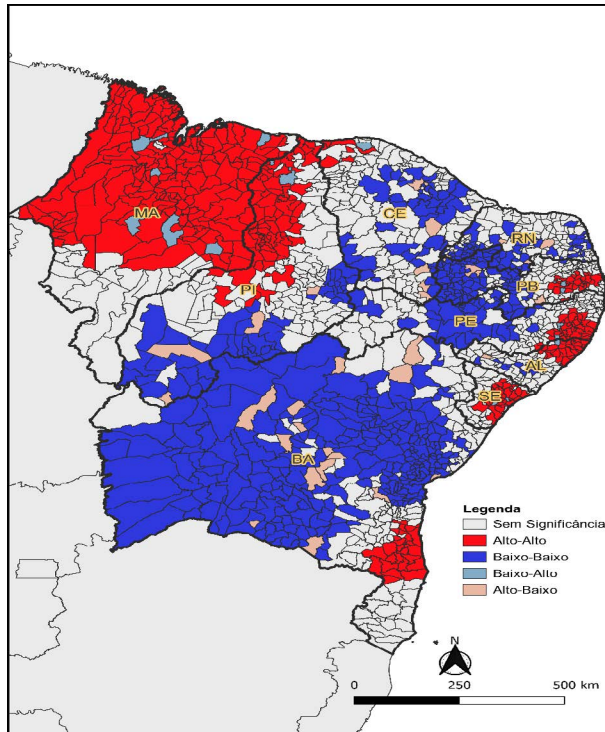 MA
CE
RN
PI
PB
PE
AL
SE
BA
Legenda
Sem Significância
Alto-Alto
Baixo-Baixo
Baixo-Alto
Alto-Baixo
N
0 250 500 km